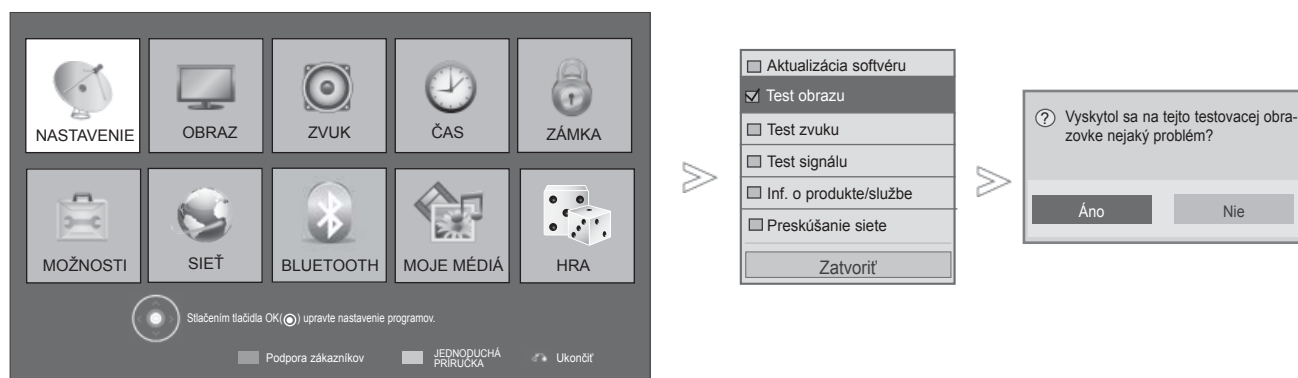 NASTAVENIE
OBRAZ
ZVUK
ČAS
ZÁMKA
MOŽNOSTI
SIEŤ
BLUETOOTH
MOJE MÉDIÁ
HRA
Stlačením tlačidla OK(◉) upravte nastavenie programov.
Podpora zákazníkov
JEDNODUCHÁ
PRÍRUČKA
Ukončiť
Aktualizácia softvéru
Test obrazu
Test zvuku
Test signálu
Inf. o produkte/službe
Preskúšanie siete
Zatvoriť
? Vyskytol sa na tejto testovacej obra-
zovke nejaký problém?
Áno
Nie